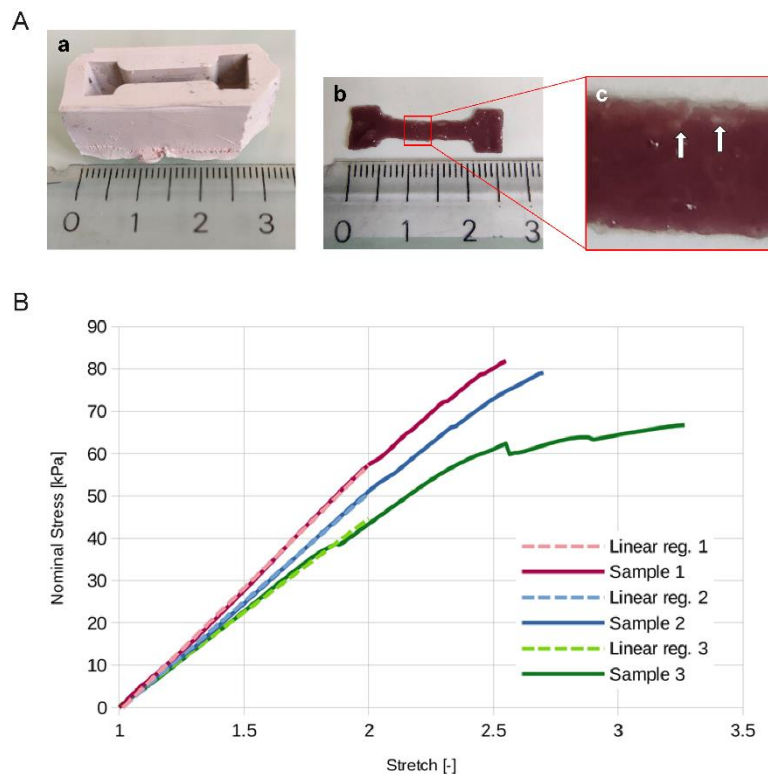 A
a
0 1 2 3
b
0 1 2 3
c
B
Nominal Stress [kPa]
90
80
70
60
50
40
30
20
10
0
Linear reg. 1
Sample 1
Linear reg. 2
Sample 2
Linear reg. 3
Sample 3
1 1.5 2 2.5 3 3.5
Stretch [-]